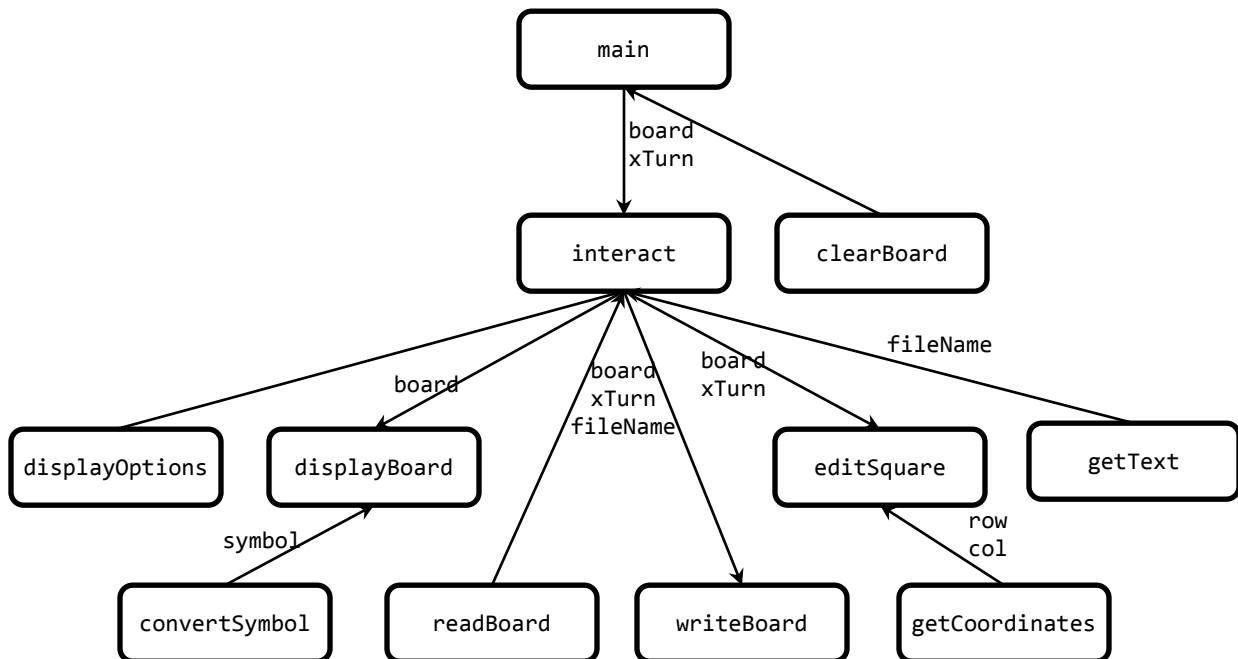 main
board
xTurn
interact
clearBoard
fileName
board
xTurn
board
xTurn
fileName
board
displayOptions
displayBoard
editSquare
getText
symbol
row
col
convertSymbol
readBoard
writeBoard
getCoordinates